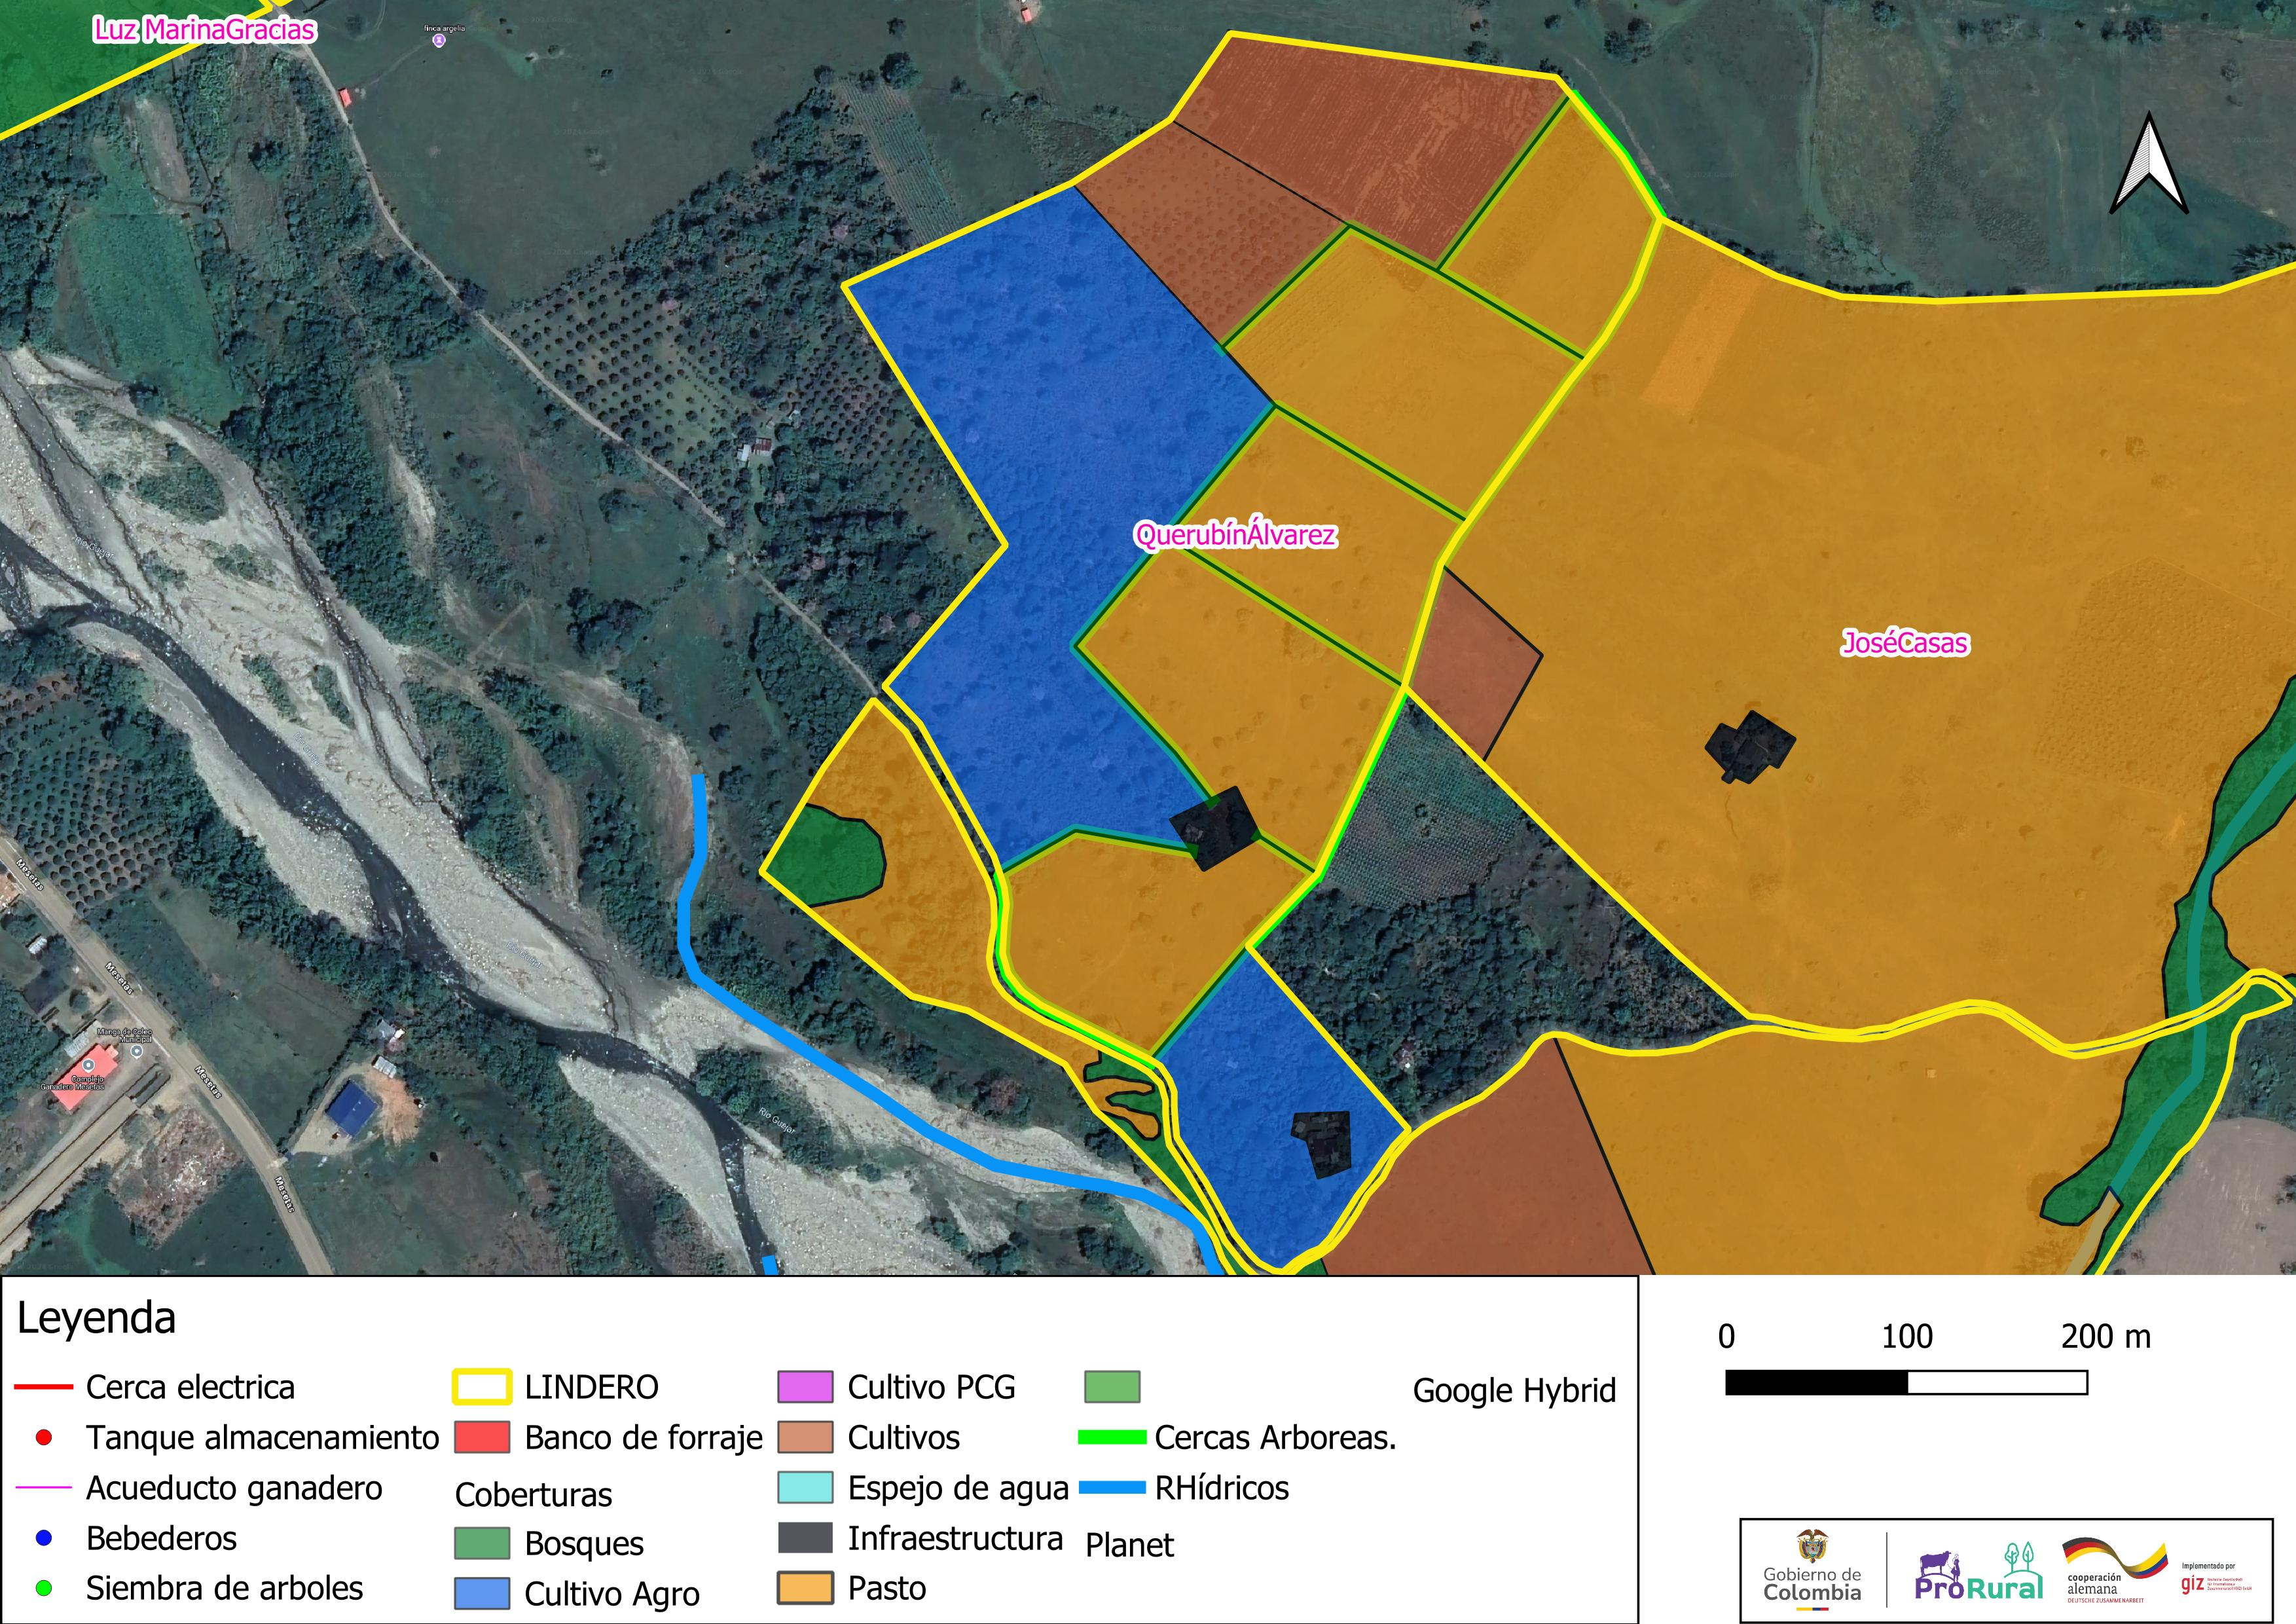 Luz MarinaGracias
finca argelia
QuerubínÁlvarez
JoséCasas
Río Güéjar
Mesetas
Mesetas
Manga de Coleo
Municipal
Complejo
Ganadero Mesetas
Mesetas
Mesetas
Río Güéjar
Leyenda
Cerca electrica
Tanque almacenamiento
Acueducto ganadero
Bebederos
Siembra de arboles
LINDERO
Banco de forraje
Coberturas
Bosques
Cultivo Agro
Cultivo PCG
Cultivos
Espejo de agua
Infraestructura
Pasto
Cercas Arboreas.
RHídricos
Planet
Google Hybrid
0 100 200 m
Gobierno de
Colombia
ProRural
cooperación
alemana
DEUTSCHE ZUSAMMENARBEIT
Implementado por
giz